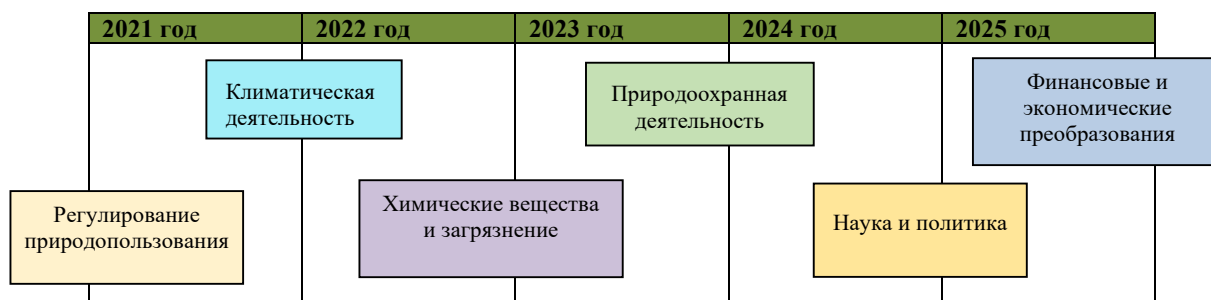 2021 год 2022 год 2023 год 2024 год 2025 год
Климатическая
деятельность
Природоохранная
деятельность
Финансовые и
экономические
преобразования
Регулирование
природопользования
Химические вещества
и загрязнение
Наука и политика